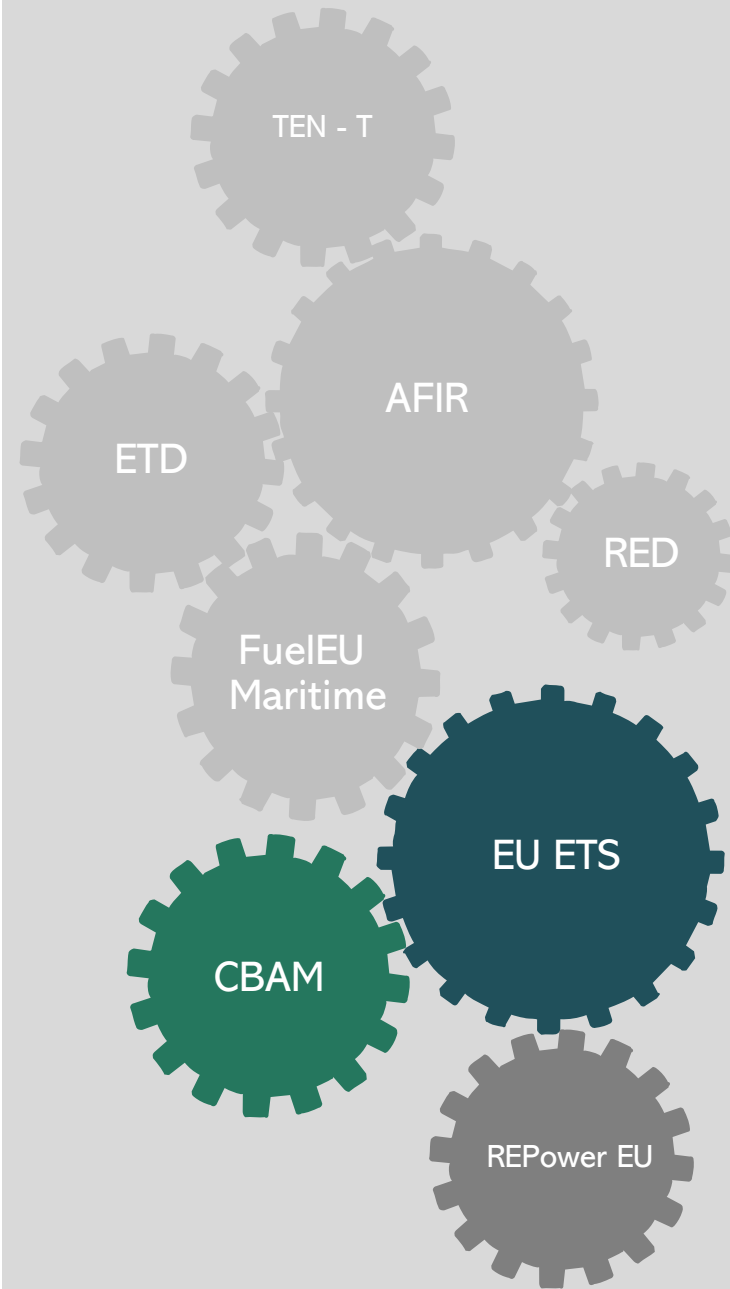 TEN - T
AFIR
ETD
RED
FuelEU
Maritime
EU ETS
CBAM
REPower EU